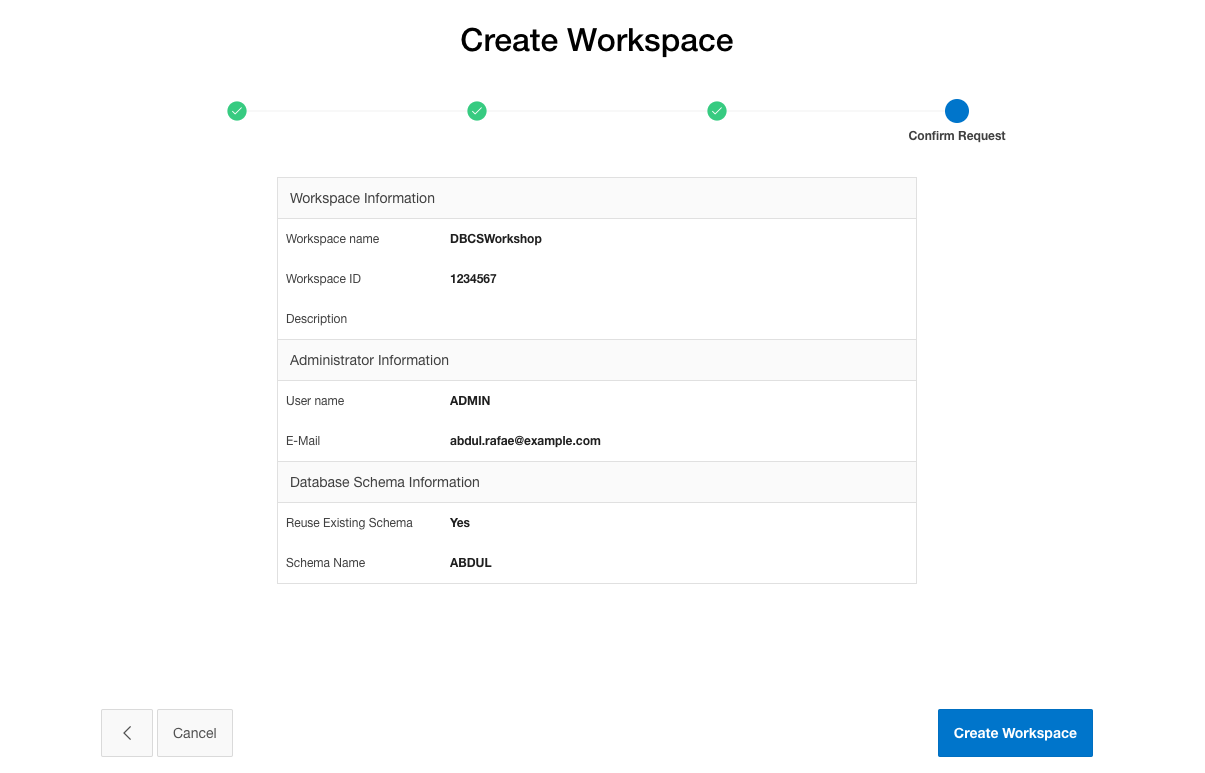 Create Workspace
Confirm Request
Workspace Information
Workspace name DBCSWorkshop
Workspace ID 1234567
Description
Administrator Information
User name ADMIN
E-Mail abdul.rafae@example.com
Database Schema Information
Reuse Existing Schema Yes
Schema Name ABDUL
Cancel Create Workspace